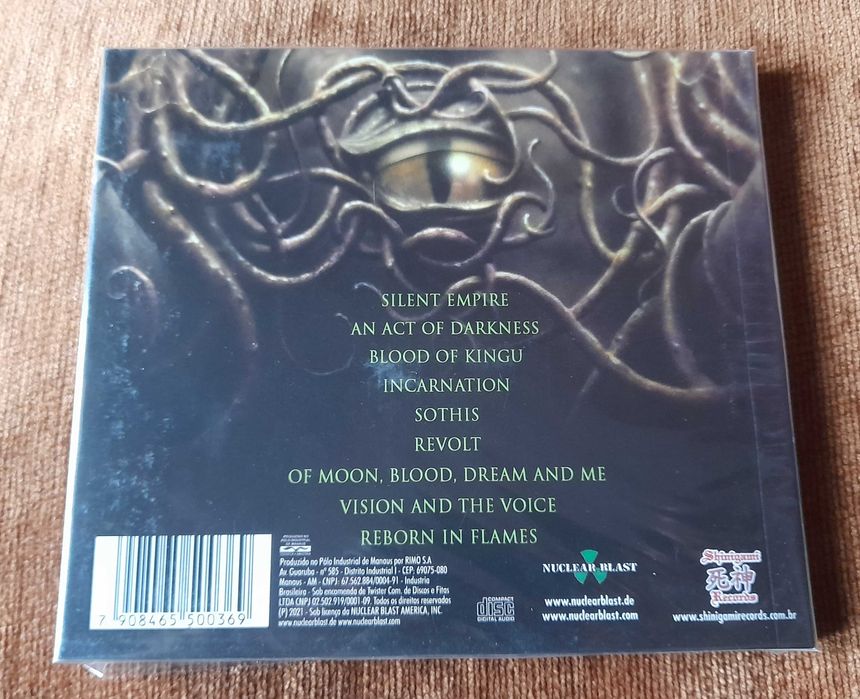 SILENT EMPIRE
AN ACT OF DARKNESS
BLOOD OF KINGU
INCARNATION
SOTHIS
REVOLT
OF MOON, BLOOD, DREAM AND ME
VISION AND THE VOICE
REBORN IN FLAMES
7 908465 500369
Produzido no Pólo Industrial de Manaus por RIMO S.A
Av. Guaruba - nº 585 - Distrito Industrial I - CEP: 69075-080
Manaus - AM - CNPJ: 67.562.884/0004-91 - Industria
Brasileira - Sob encomenda de Twister Com. de Discos e Fitas
LTDA CNPJ 02.502.919/0001-09. Todos os direitos reservados
(P) 2021 - Sob licença da NUCLEAR BLAST AMERICA, INC.
www.nuclearblast.de www.nuclearblast.com
COMPACT
disc
DIGITAL AUDIO
NUCLEAR BLAST
www.nuclearblast.de
www.nuclearblast.com
Shinigami
死神
Records
www.shinigamirecords.com.br